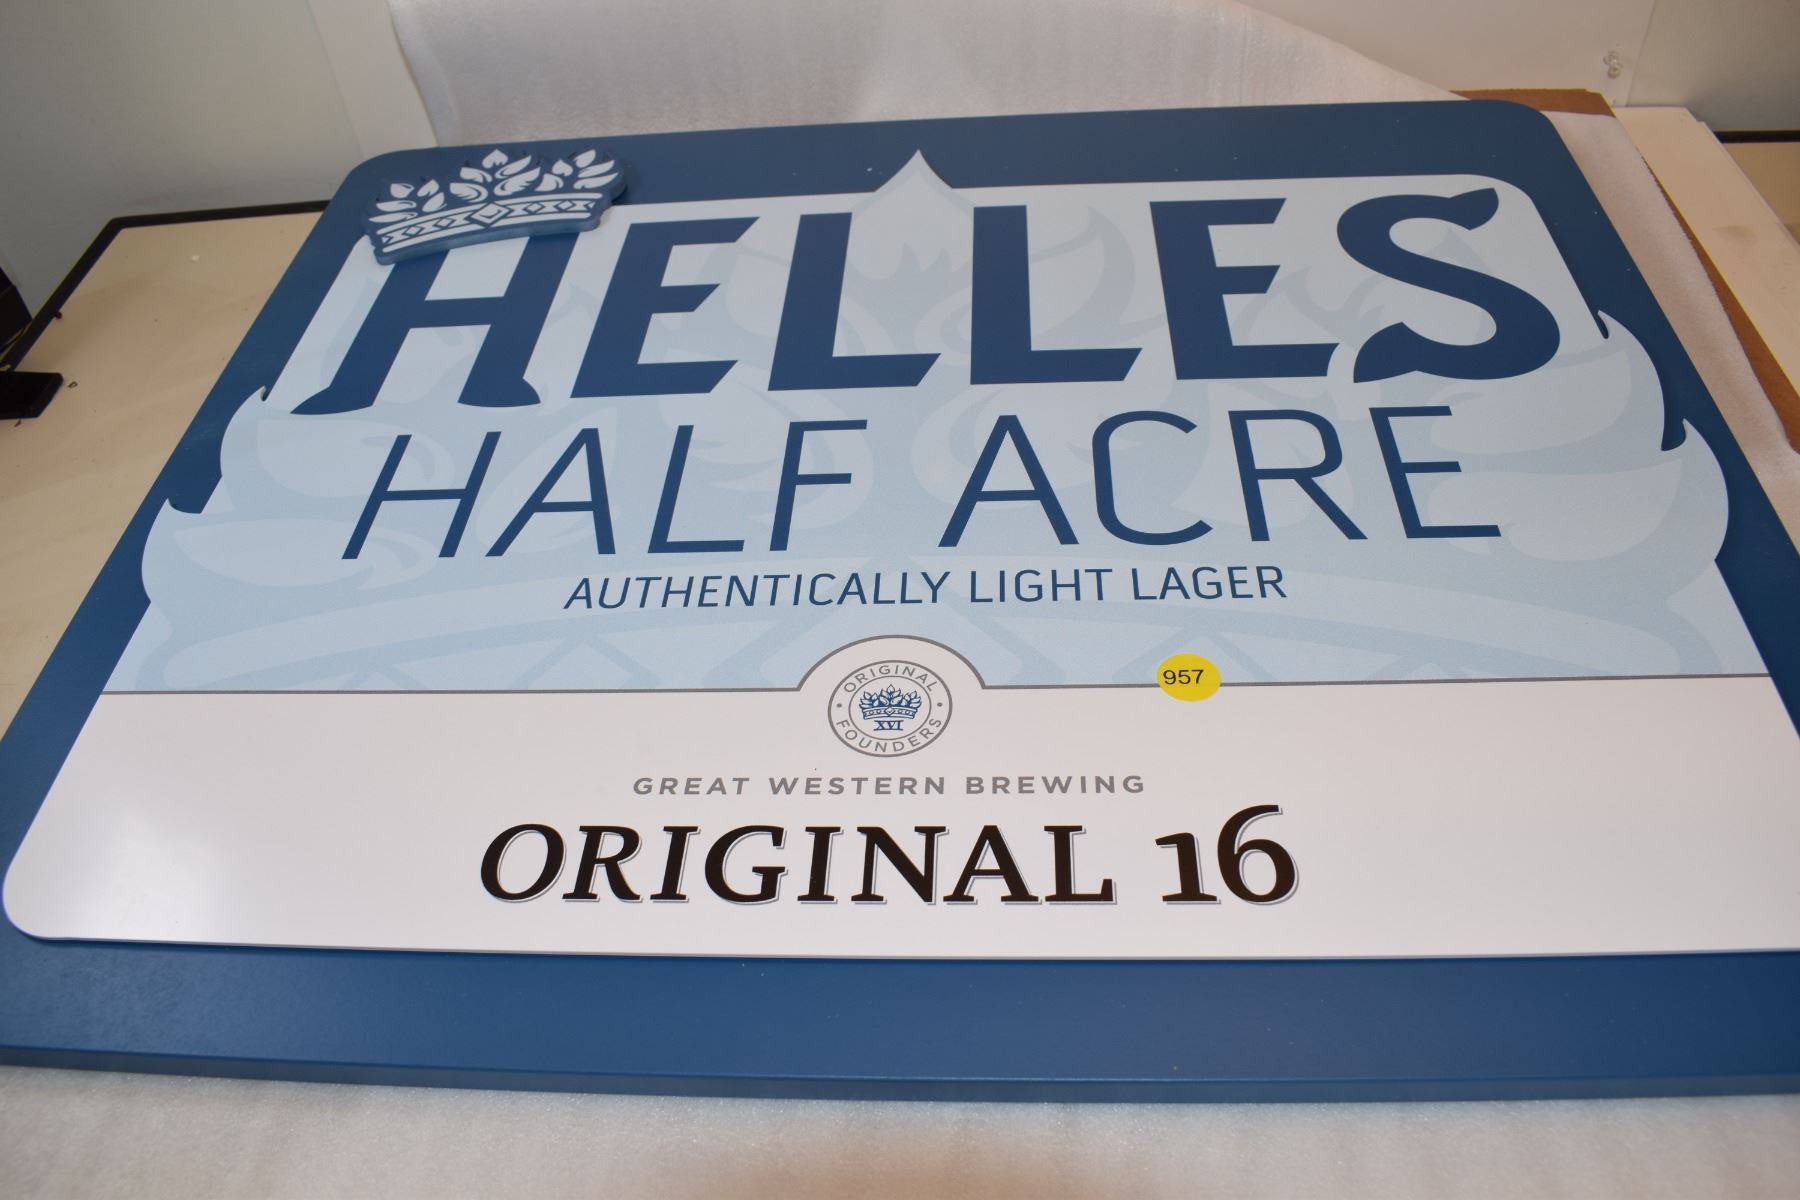 HELLES
HALF ACRE
AUTHENTICALLY LIGHT LAGER
957
ORIGINAL
XVI
FOUNDERS
GREAT WESTERN BREWING
ORIGINAL 16